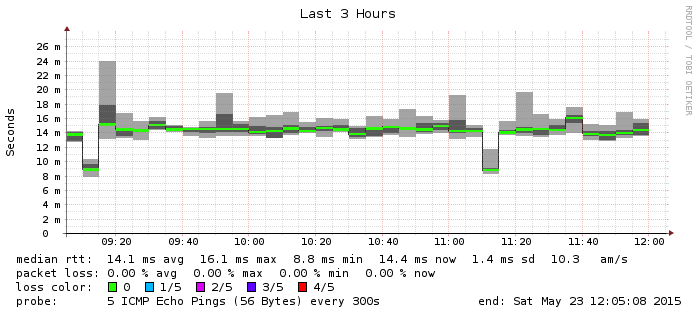 Last 3 Hours
RRDTOOL / TOBI OETIKER
Seconds
26 m
24 m
22 m
20 m
18 m
16 m
14 m
12 m
10 m
8 m
6 m
4 m
2 m
0
09:20 09:40 10:00 10:20 10:40 11:00 11:20 11:40 12:00
median rtt: 14.1 ms avg 16.1 ms max 8.8 ms min 14.4 ms now 1.4 ms sd 10.3 am/s
packet loss: 0.00 % avg 0.00 % max 0.00 % min 0.00 % now
loss color: 0 1/5 2/5 3/5 4/5
probe: 5 ICMP Echo Pings (56 Bytes) every 300s end: Sat May 23 12:05:08 2015